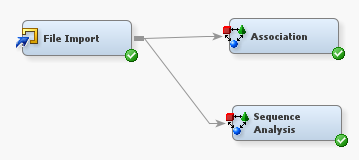 File Import
Association
Sequence
Analysis